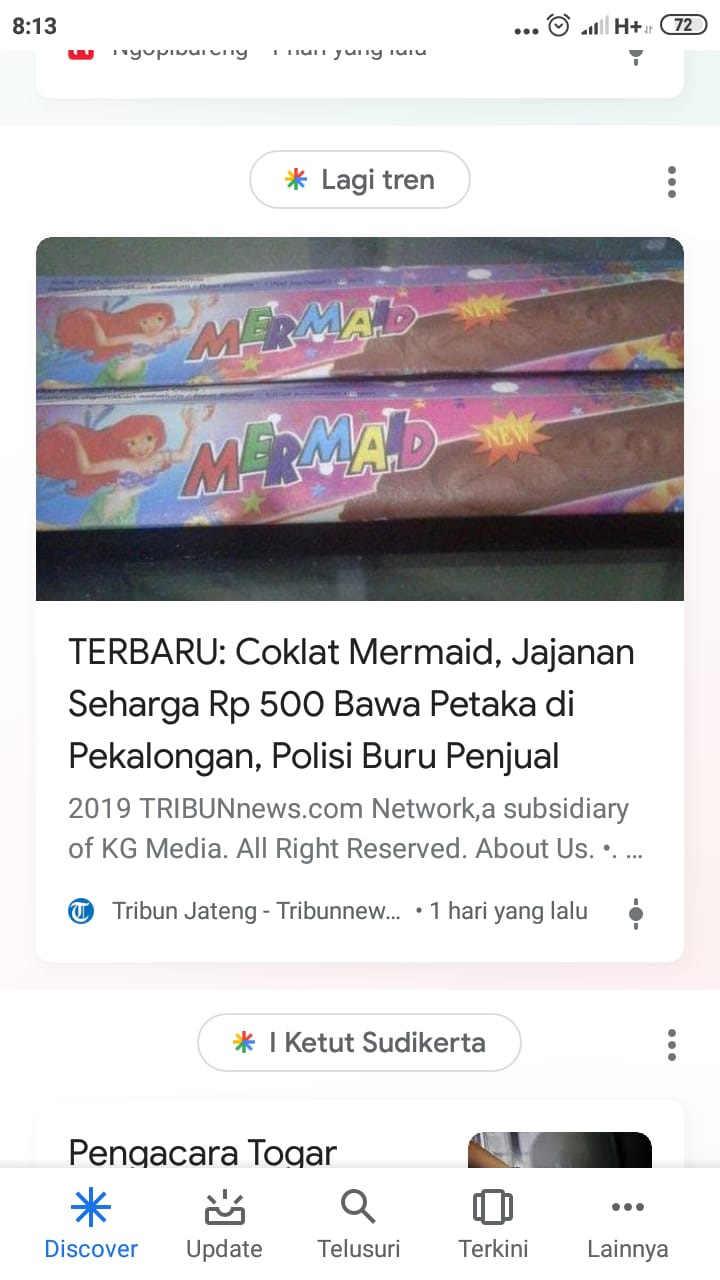 8:13
H+
72
Lagi tren
MERMAID
NEW
MERMAID
NEW
TERBARU: Coklat Mermaid, Jajanan
Seharga Rp 500 Bawa Petaka di
Pekalongan, Polisi Buru Penjual
2019 TRIBUNnews.com Network,a subsidiary
of KG Media. All Right Reserved. About Us. •. ...
Tribun Jateng - Tribunnew... • 1 hari yang lalu
I Ketut Sudikerta
Pengacara Togar
Discover
Update
Telusuri
Terkini
Lainnya